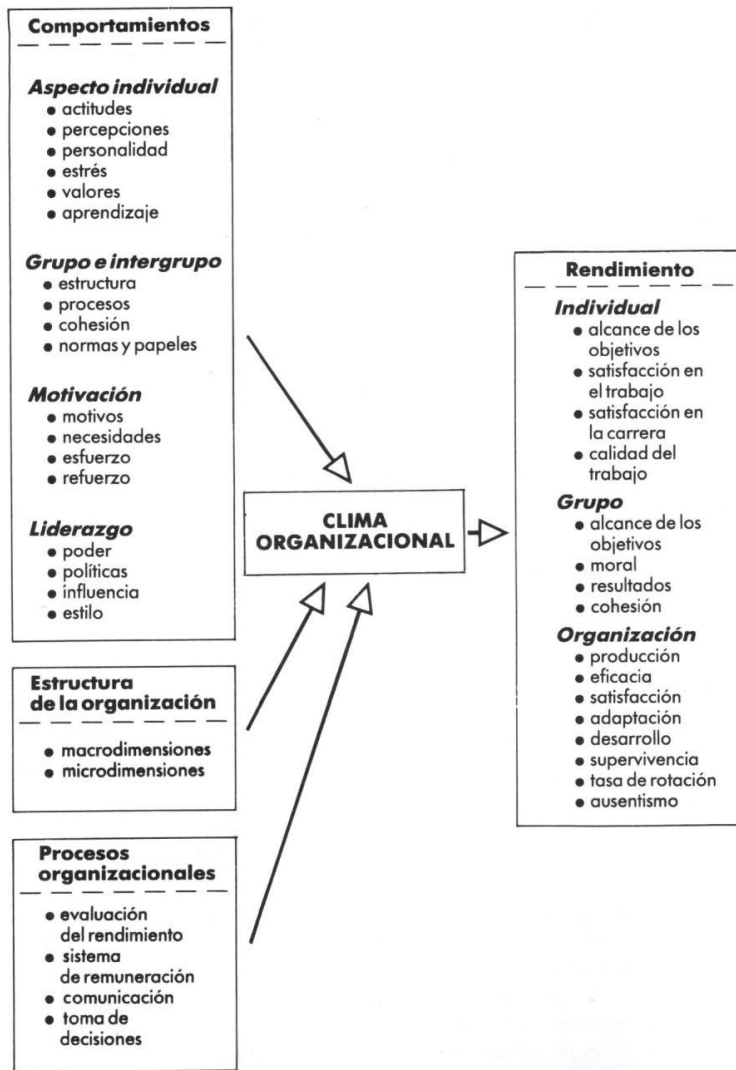 Comportamientos
Aspecto individual
• actitudes
• percepciones
• personalidad
• estrés
• valores
• aprendizaje
Grupo e intergrupo
• estructura
• procesos
• cohesión
• normas y papeles
Motivación
• motivos
• necesidades
• esfuerzo
• refuerzo
Liderazgo
• poder
• políticas
• influencia
• estilo
Estructura
de la organización
• macrodimensiones
• microdimensiones
Procesos
organizacionales
• evaluación
del rendimiento
• sistema
de remuneración
• comunicación
• toma de
decisiones
CLIMA
ORGANIZACIONAL
Rendimiento
Individual
• alcance de los
objetivos
• satisfacción en
el trabajo
• satisfacción en
la carrera
• calidad del
trabajo
Grupo
• alcance de los
objetivos
• moral
• resultados
• cohesión
Organización
• producción
• eficacia
• satisfacción
• adaptación
• desarrollo
• supervivencia
• tasa de rotación
• ausentismo